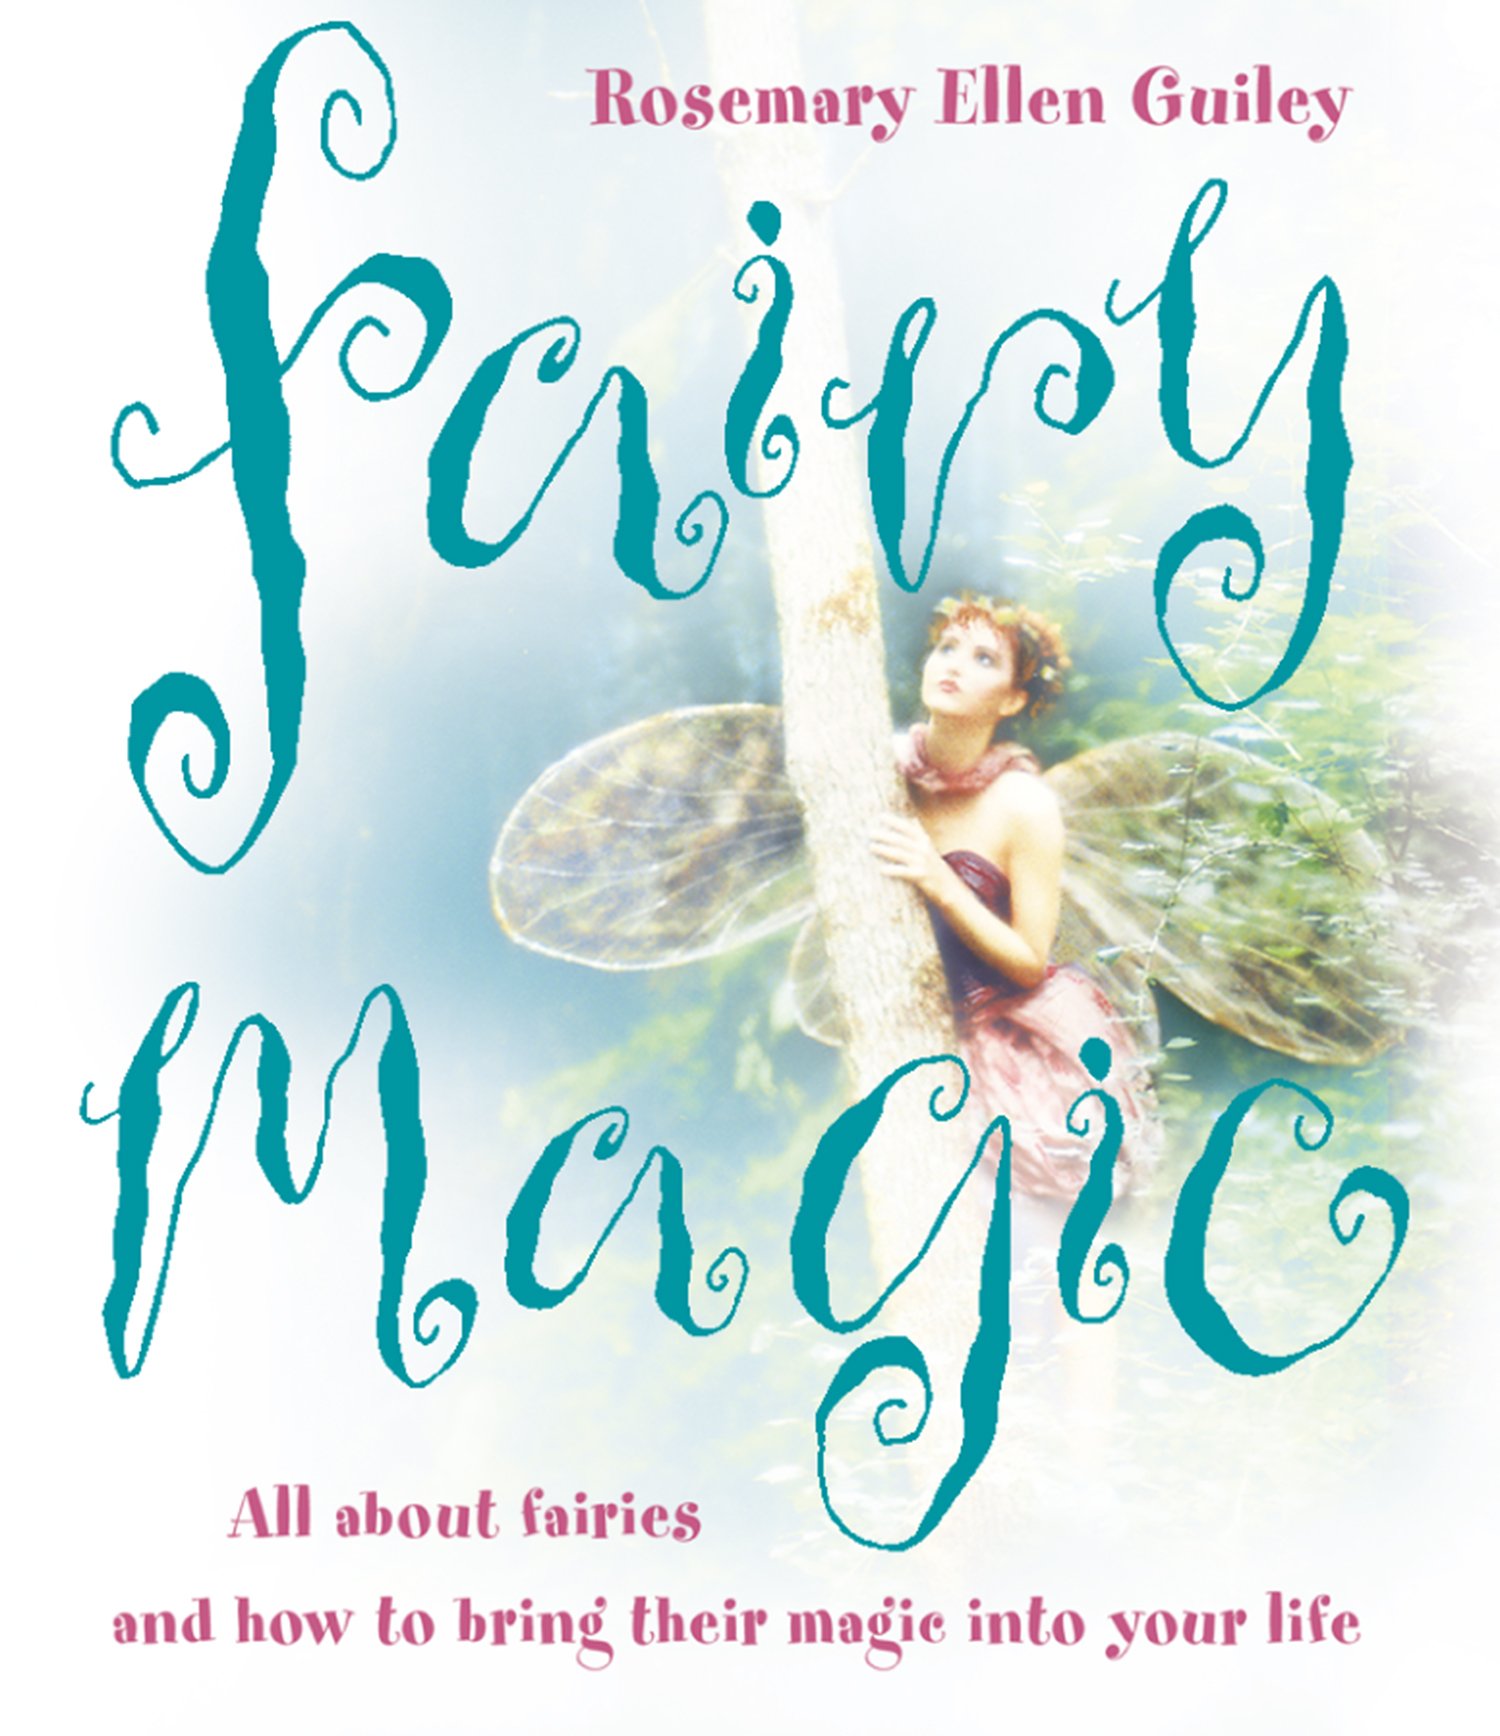 Rosemary Ellen Guiley
fairy
magic
All about fairies
and how to bring their magic into your life